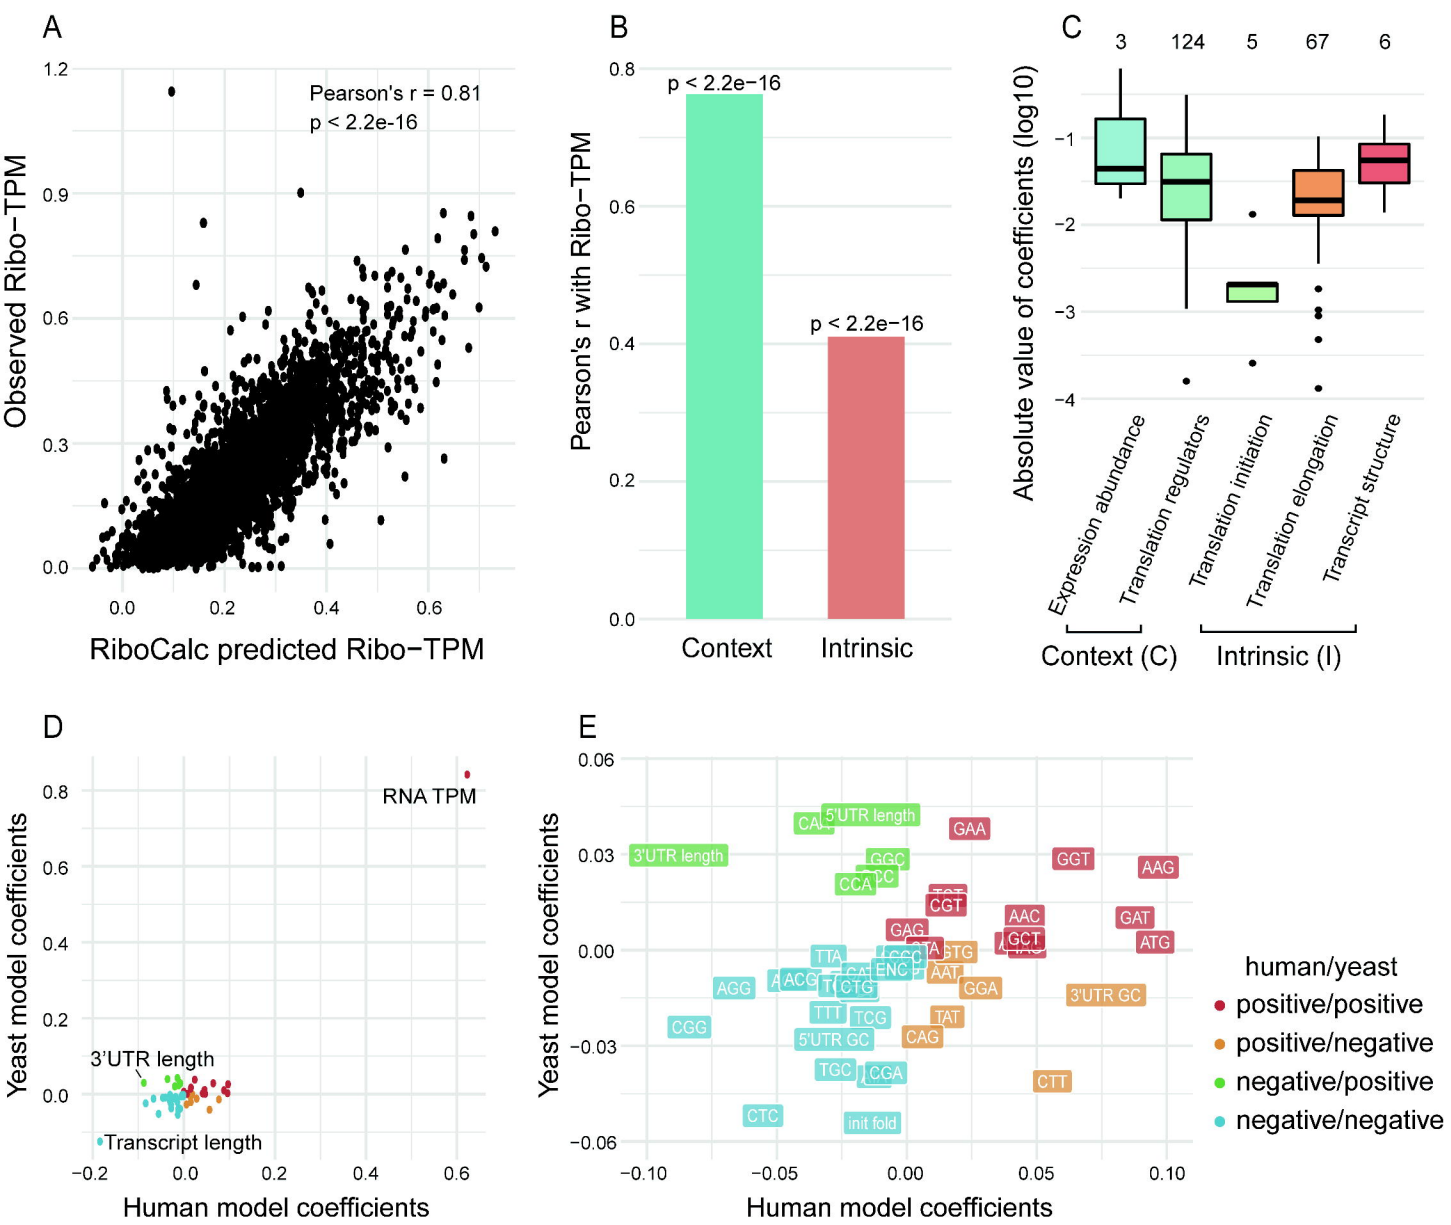 A
1.2
0.9
0.6
0.3
0.0
Observed Ribo−TPM
Pearson's r = 0.81
p < 2.2e-16
0.0
0.2
0.4
0.6
RiboCalc predicted Ribo−TPM
B
0.8
0.6
0.4
0.2
0.0
Pearson's r with Ribo−TPM
p < 2.2e−16
p < 2.2e−16
Context
Intrinsic
C
3
124
5
67
6
Absolute value of coefficients (log10)
−1
−2
−3
−4
Expression abundance
Translation regulators
Translation initiation
Translation elongation
Transcript structure
Context (C)
Intrinsic (I)
D
0.8
0.6
0.4
0.2
0.0
Yeast model coefficients
RNA TPM
3'UTR length
Transcript length
−0.2
0.0
0.2
0.4
0.6
Human model coefficients
E
0.06
0.03
0.00
−0.03
−0.06
Yeast model coefficients
5'UTR length
GAA
3'UTR length
GGC
GGT
AAG
CCA
CGT
AAC
GAT
GAG
GCT
ATG
TTA
GTG
ENC
AAT
AGG
ACG
CTG
GGA
3'UTR GC
TTT
TCG
TAT
CGG
5'UTR GC
CAG
TGC
CGA
CTT
CTC
init fold
−0.10
−0.05
0.00
0.05
0.10
Human model coefficients
human/yeast
positive/positive
positive/negative
negative/positive
negative/negative